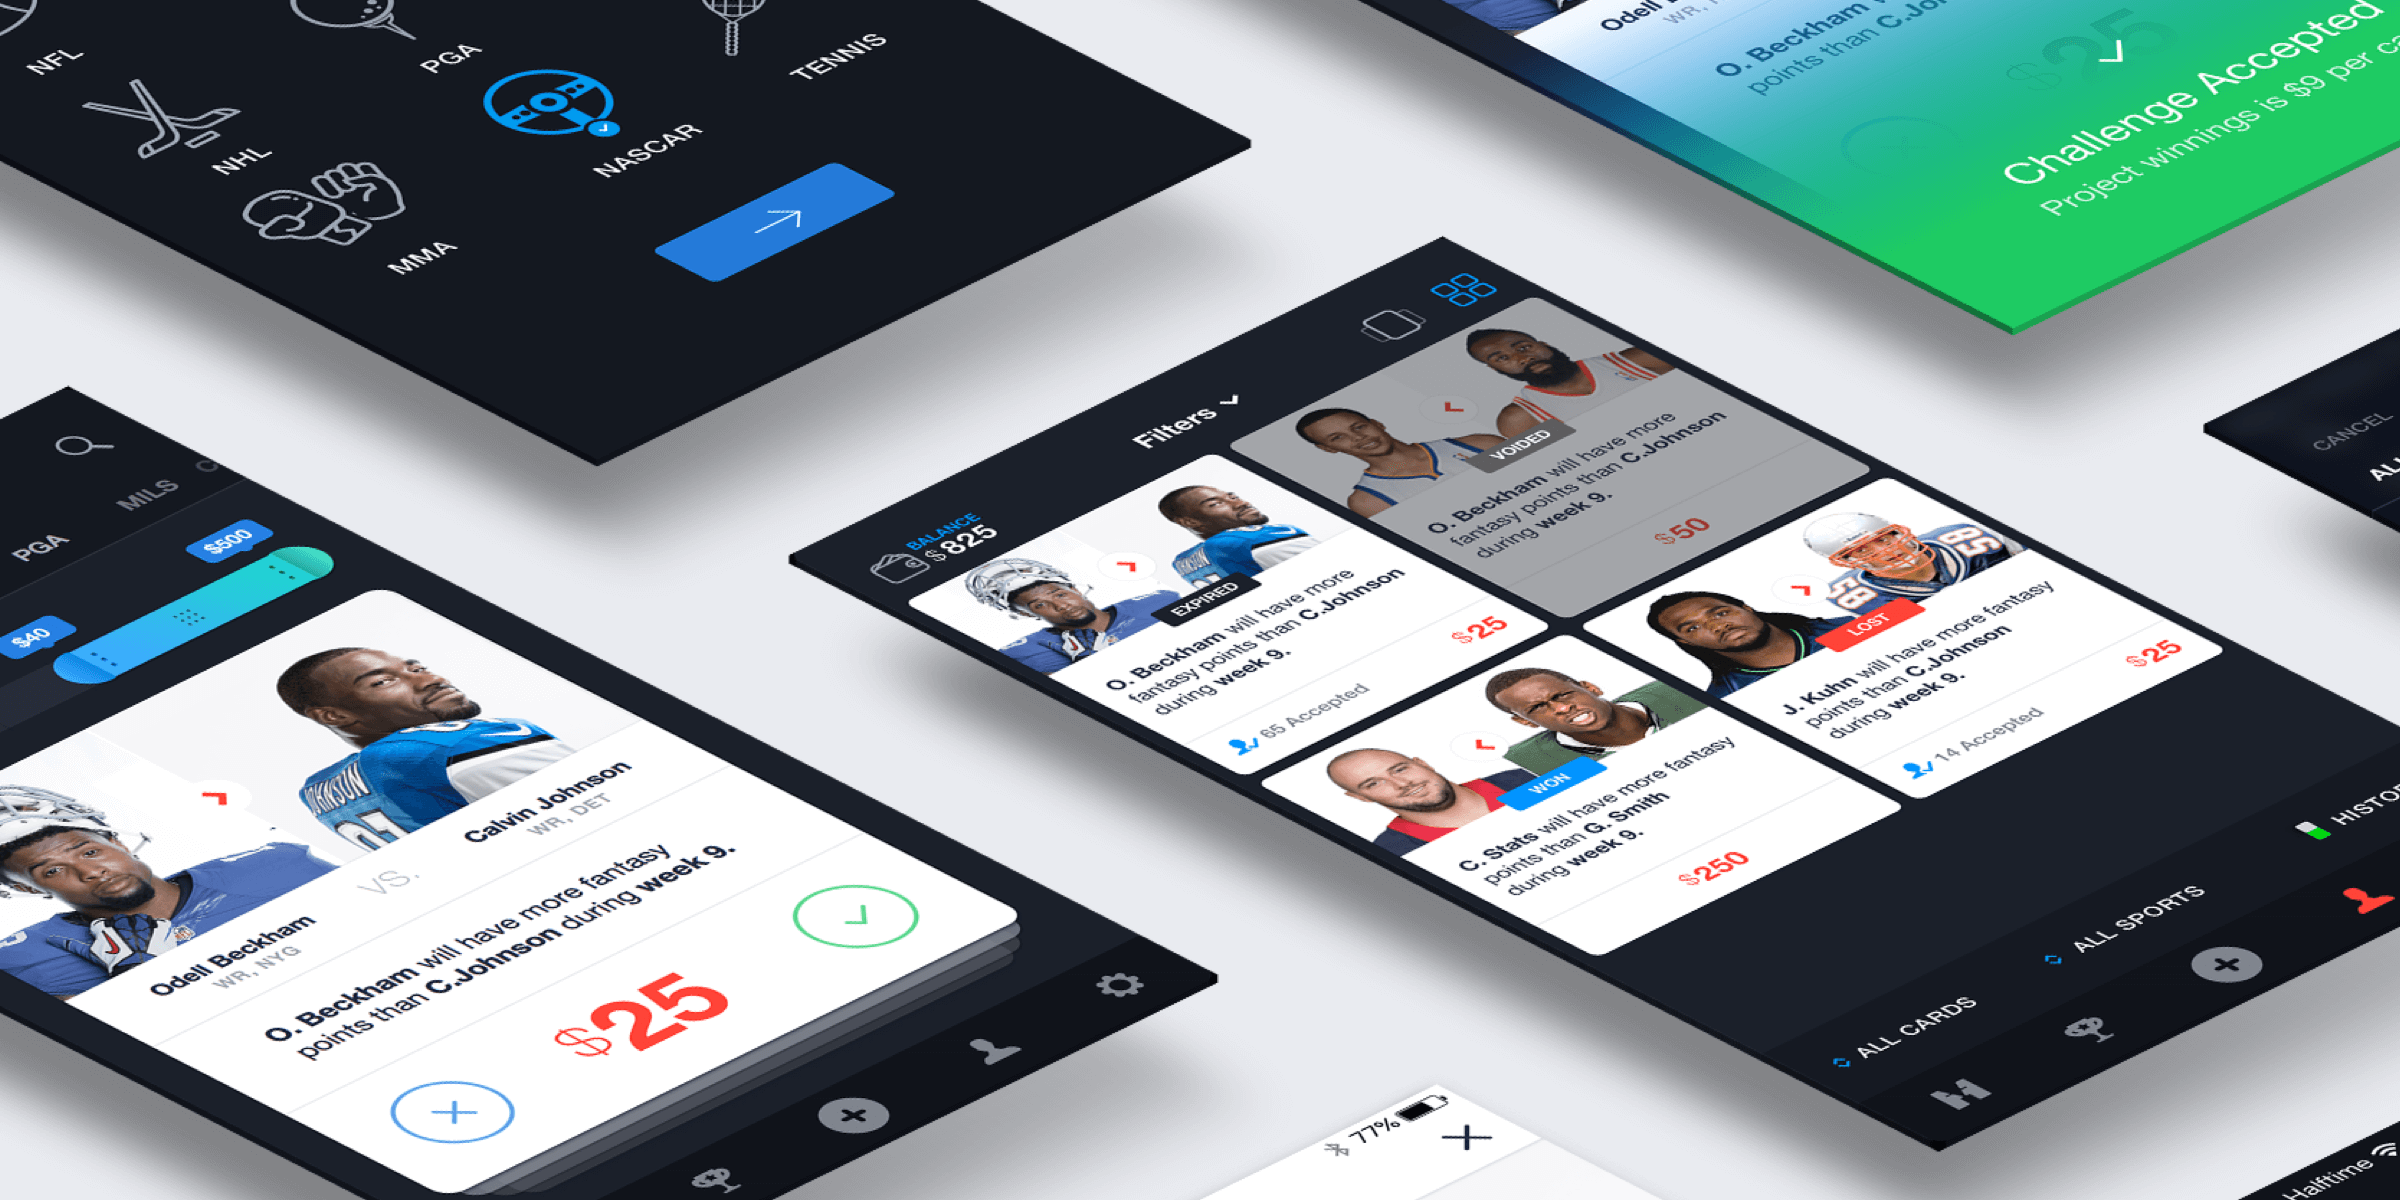 NFL
PGA
TENNIS
NHL
NASCAR
MMA
O. Beckham
points than C.Jo
$25
Challenge Accepted
Project winnings is $9 per ca
PGA
MILS
$40
$500
JOHNSON
Odell Beckham
WR, NYG
VS.
Calvin Johnson
WR, DET
O. Beckham will have more fantasy
points than C.Johnson during week 9.
$25
BALANCE
$825
Filters
EXPIRED
O. Beckham will have more
fantasy points than C.Johnson
during week 9.
$25
65 Accepted
VOIDED
O. Beckham will have more
fantasy points than C.Johnson
during week 9.
$50
WON
C. Stats will have more fantasy
points than G. Smith
during week 9.
$250
58
LOST
J. Kuhn will have more fantasy
points than C.Johnson
during week 9.
$25
14 Accepted
ALL CARDS
ALL SPORTS
HISTO
CANCEL
AL
77%
Halftime